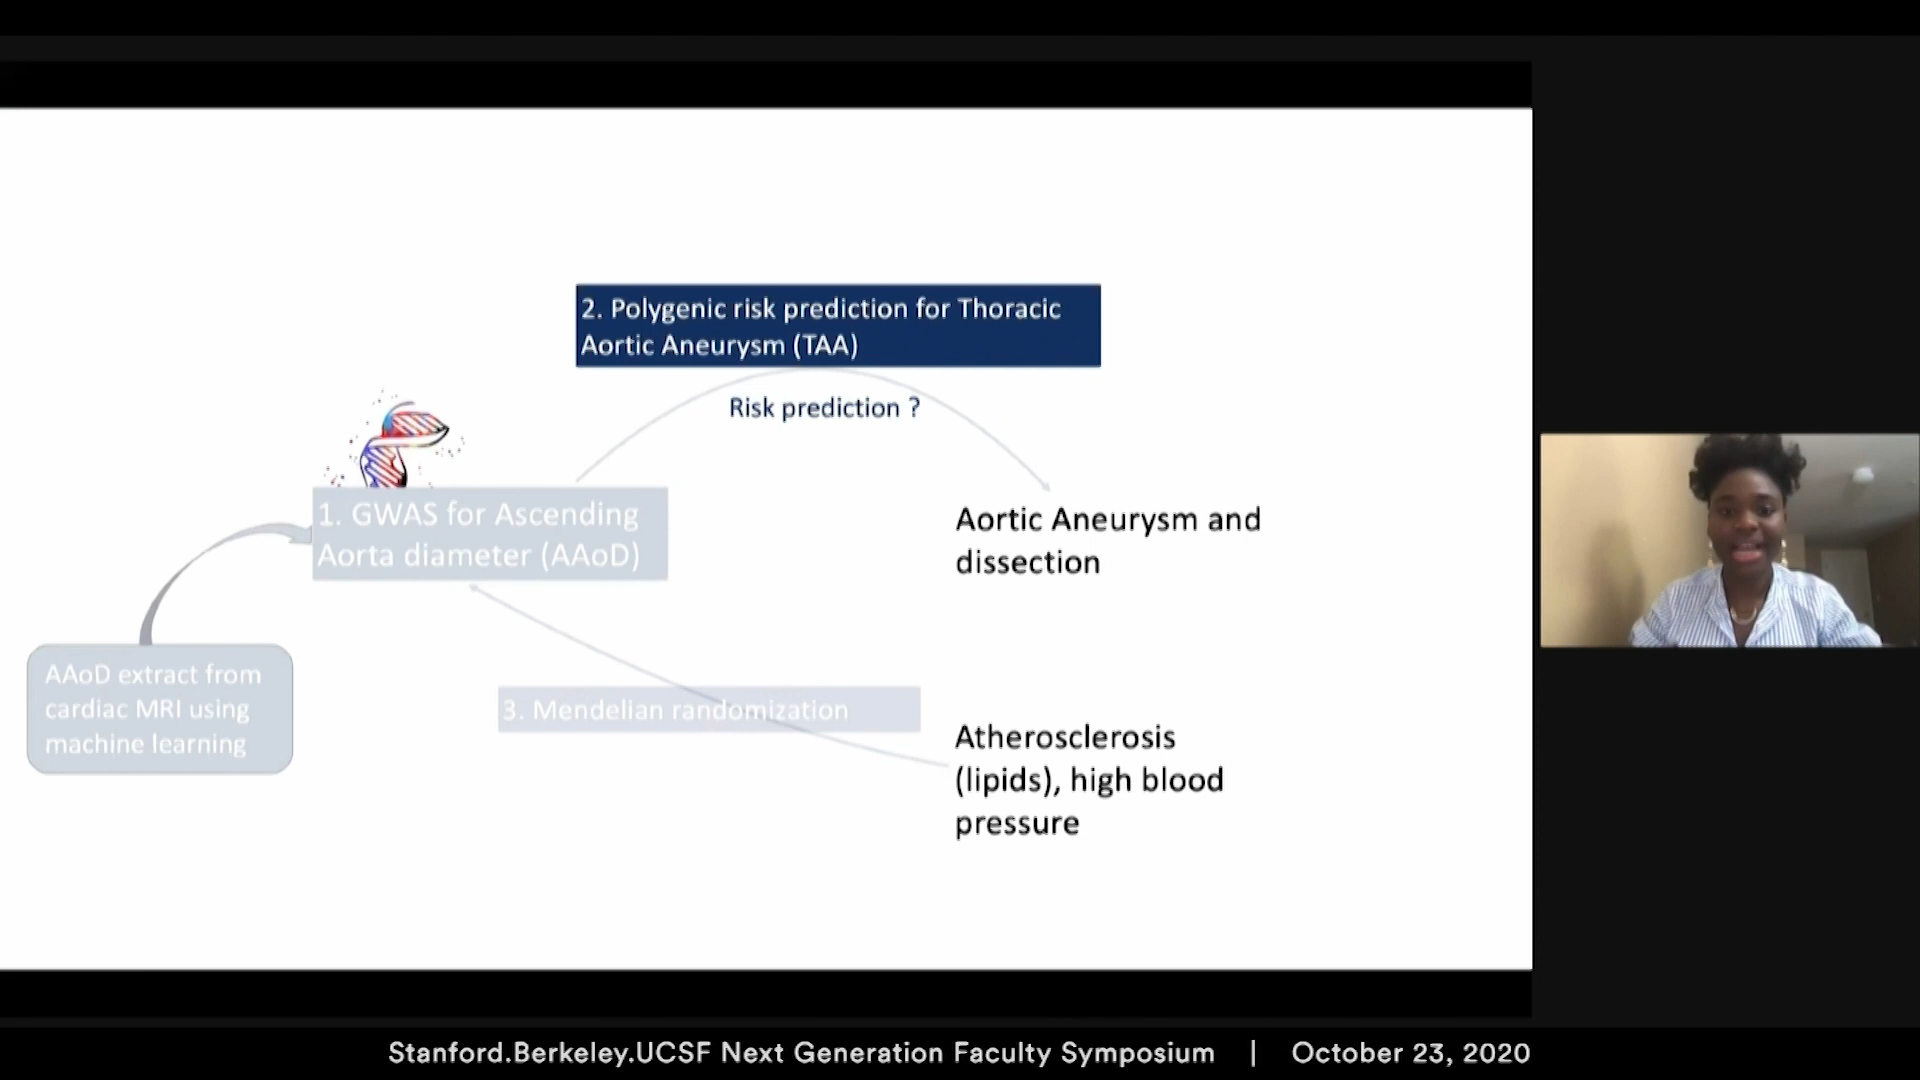 2. Polygenic risk prediction for Thoracic
Aortic Aneurysm (TAA)
Risk prediction ?
1. GWAS for Ascending
Aorta diameter (AAoD)
Aortic Aneurysm and
dissection
AAoD extract from
cardiac MRI using
machine learning
3. Mendelian randomization
Atherosclerosis
(lipids), high blood
pressure
Stanford.Berkeley.UCSF Next Generation Faculty Symposium | October 23, 2020